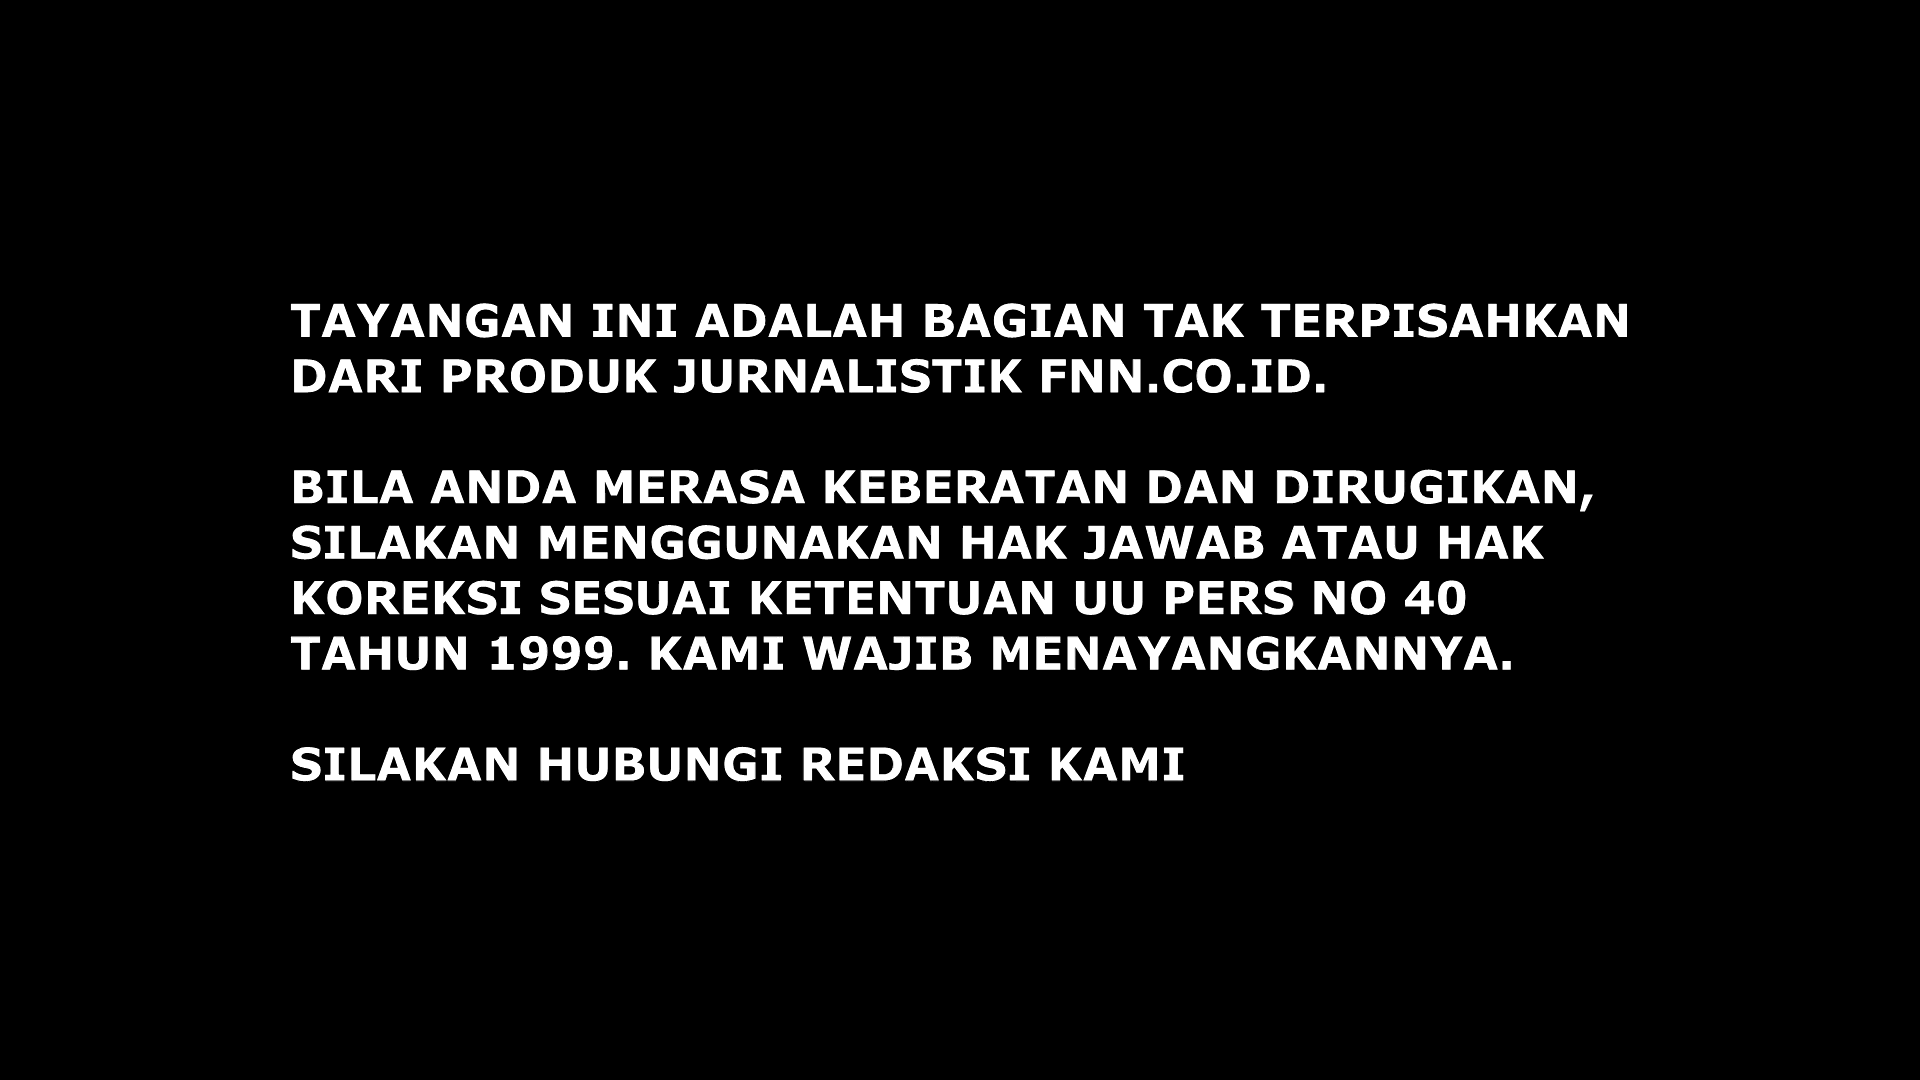 TAYANGAN INI ADALAH BAGIAN TAK TERPISAHKAN
DARI PRODUK JURNALISTIK FNN.CO.ID.
BILA ANDA MERASA KEBERATAN DAN DIRUGIKAN,
SILAKAN MENGGUNAKAN HAK JAWAB ATAU HAK
KOREKSI SESUAI KETENTUAN UU PERS NO 40
TAHUN 1999. KAMI WAJIB MENAYANGKANNYA.
SILAKAN HUBUNGI REDAKSI KAMI